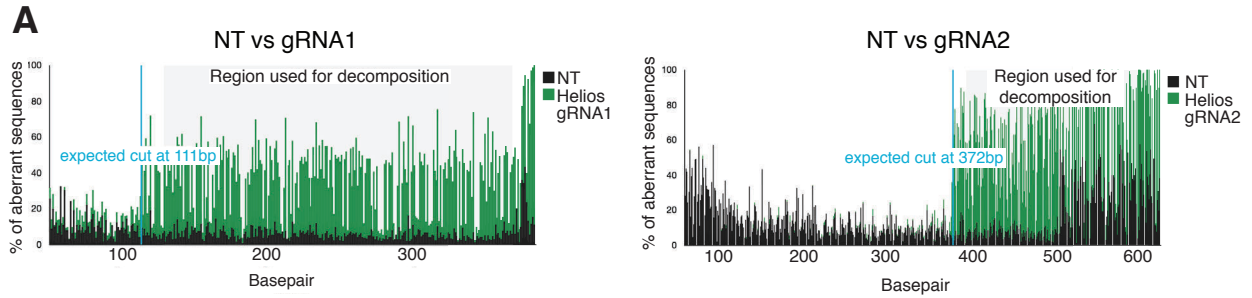 A
NT vs gRNA1
% of aberrant sequences
100
80
60
40
20
0
Region used for decomposition
expected cut at 111bp
NT
Helios
gRNA1
100
200
300
Basepair
NT vs gRNA2
% of aberrant sequences
100
80
60
40
20
0
Region used for
decomposition
expected cut at 372bp
NT
Helios
gRNA2
100
200
300
400
500
600
Basepair